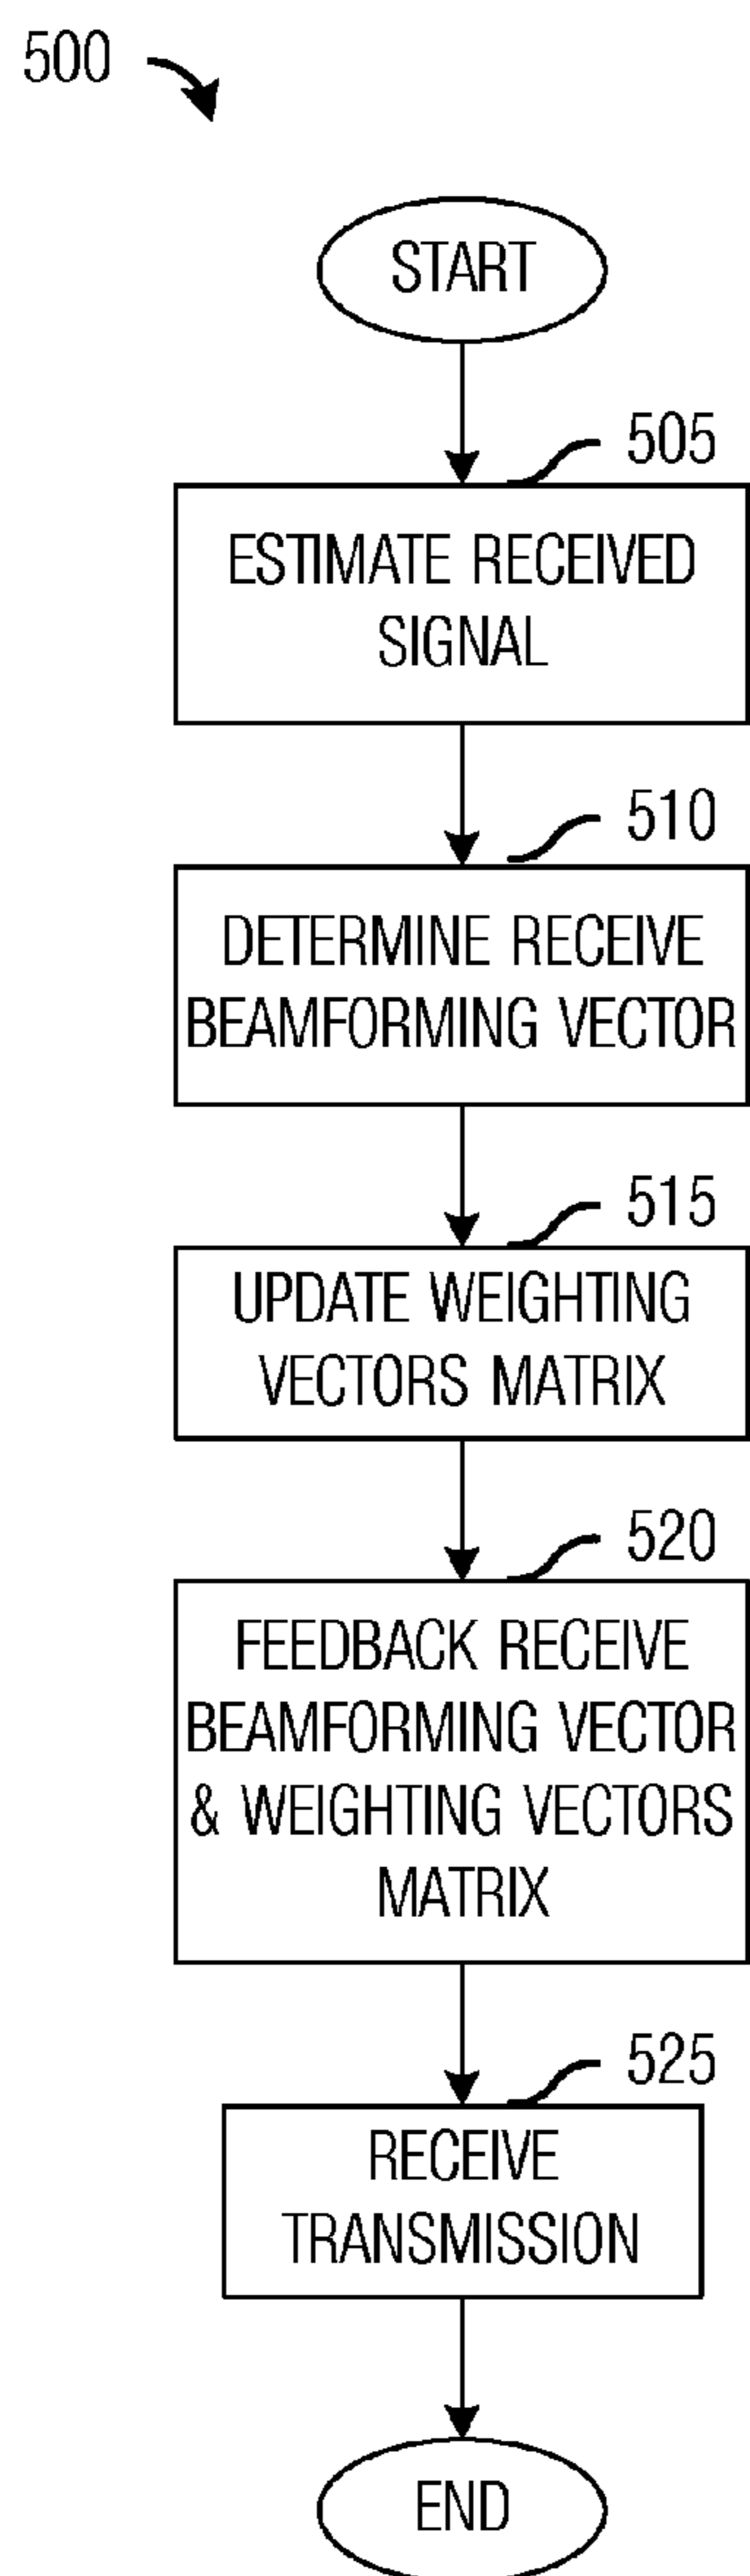 500
START
505
ESTIMATE RECEIVED
SIGNAL
510
DETERMINE RECEIVE
BEAMFORMING VECTOR
515
UPDATE WEIGHTING
VECTORS MATRIX
520
FEEDBACK RECEIVE
BEAMFORMING VECTOR
& WEIGHTING VECTORS
MATRIX
525
RECEIVE
TRANSMISSION
END